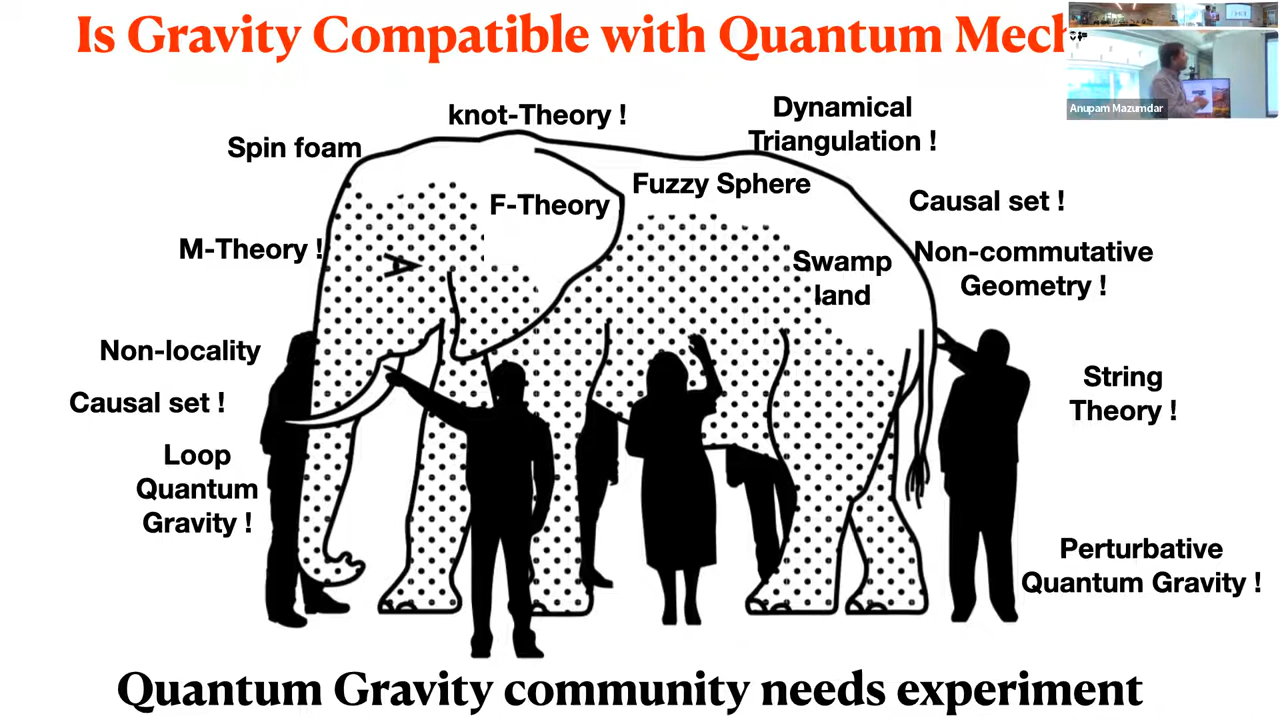 Is Gravity Compatible with Quantum Mech
Anupam Mazumdar
knot-Theory !
Dynamical
Triangulation !
Spin foam
Fuzzy Sphere
F-Theory
Causal set !
M-Theory !
Non-commutative
Geometry !
Swamp
land
Non-locality
String
Theory !
Causal set !
Loop
Quantum
Gravity !
Perturbative
Quantum Gravity !
Quantum Gravity community needs experiment